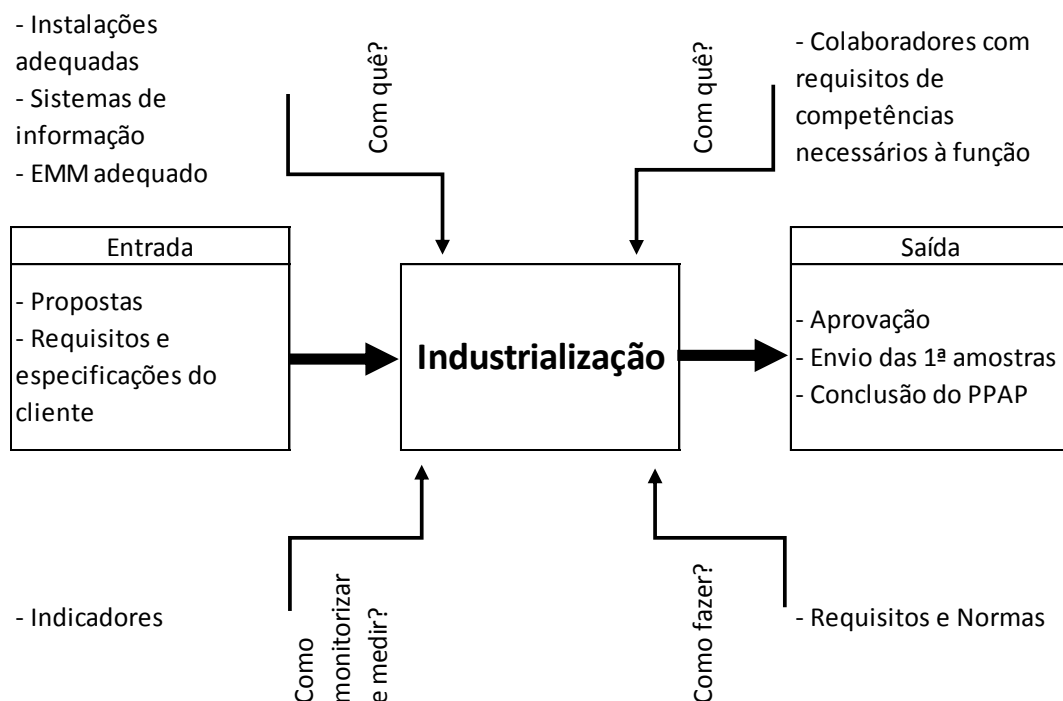 - Instalações
adequadas
- Sistemas de
informação
- EMM adequado
Com quê?
Com quê?
- Colaboradores com
requisitos de
competências
necessários à função
Entrada
- Propostas
- Requisitos e
especificações do
cliente
Industrialização
Saída
- Aprovação
- Envio das 1ª amostras
- Conclusão do PPAP
- Indicadores
Como
monitorizar
e medir?
Como fazer?
- Requisitos e Normas